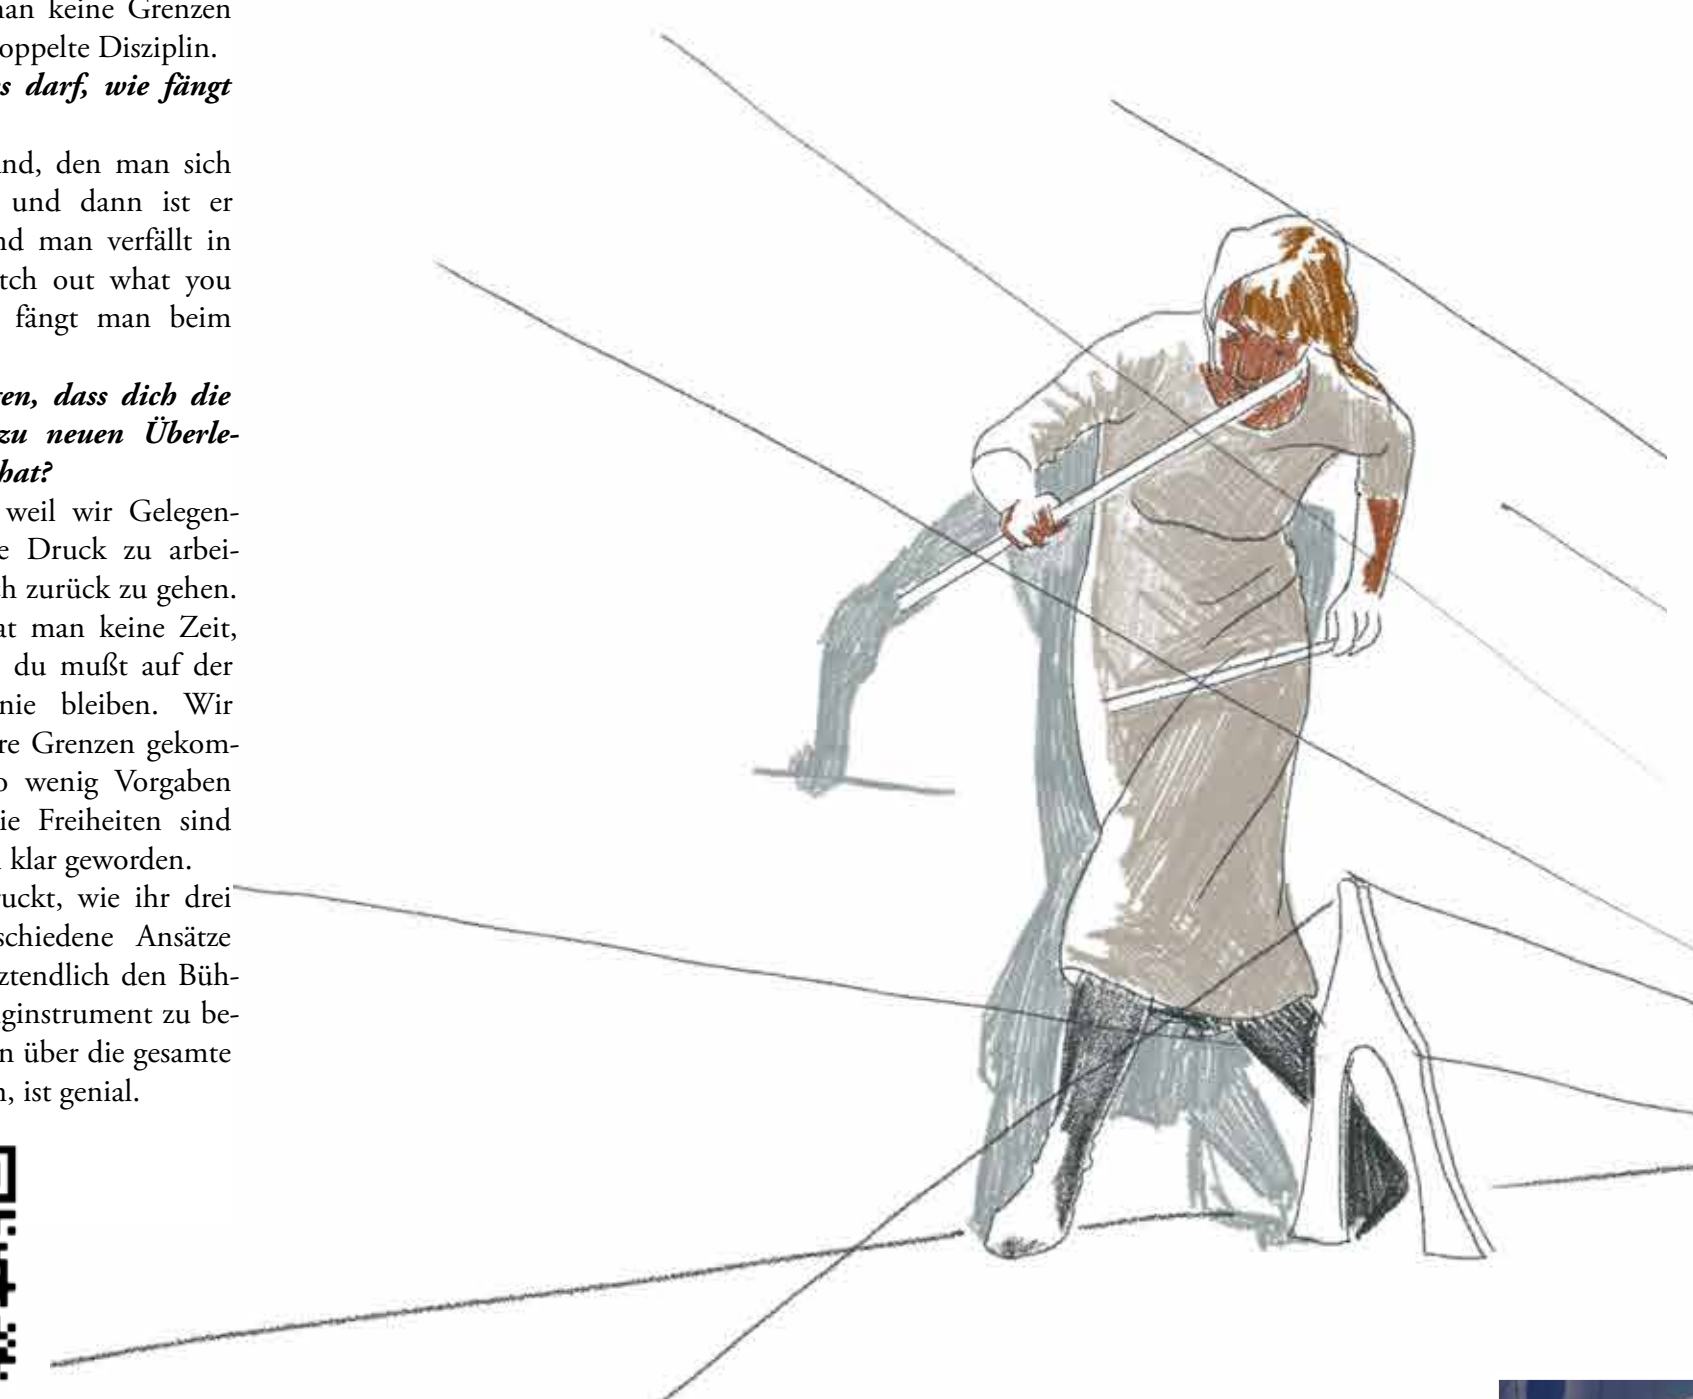 man keine Grenzen
oppelte Disziplin.
s darf, wie fängt
und, den man sich
und dann ist er
nd man verfällt in
tch out what you
fängt man beim
en, dass dich die
zu neuen Überle-
hat?
weil wir Gelegen-
e Druck zu arbei-
ch zurück zu gehen.
at man keine Zeit,
du mußt auf der
nie bleiben. Wir
re Grenzen gekom-
o wenig Vorgaben
ie Freiheiten sind
klar geworden.
ruckt, wie ihr drei
schiedene Ansätze
ztendlich den Büh-
ginstrument zu be-
n über die gesamte
n, ist genial.